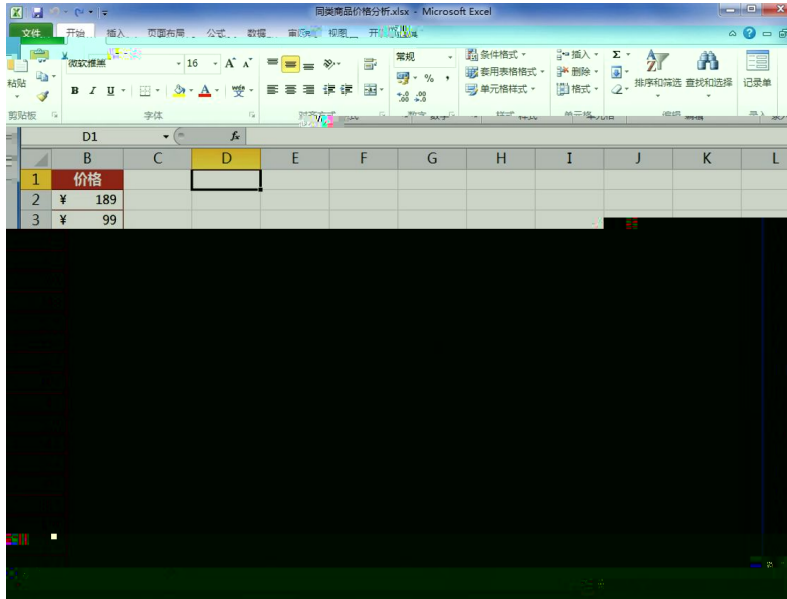 同类商品价格分析.xlsx - Microsoft Excel
文件 开始 插入 页面布局 公式 数据 审阅 视图
微软雅黑 16 A A 常规 条件格式 插入 Σ
粘贴 % , 套用表格格式 删除 排序和筛选 查找和选择 记录单
B I U A 单元格样式 格式
剪贴板 字体
D1 fx
B C D E F G H I J K L
1 价格
2 ¥ 189
3 ¥ 99